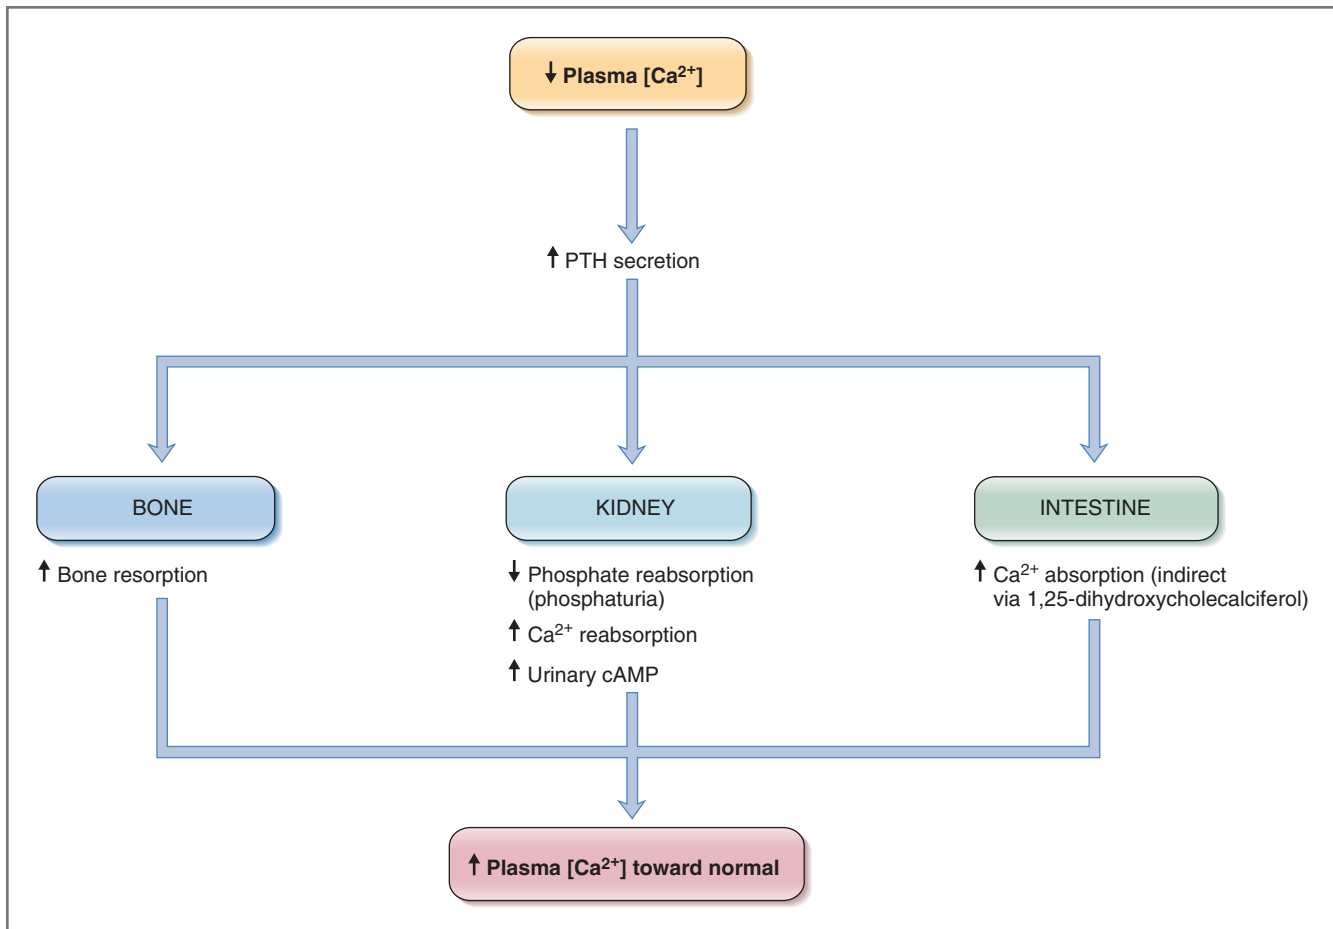 ↓ Plasma [Ca²⁺]
↑ PTH secretion
BONE
↑ Bone resorption
KIDNEY
↓ Phosphate reabsorption
(phosphaturia)
↑ Ca²⁺ reabsorption
↑ Urinary cAMP
INTESTINE
↑ Ca²⁺ absorption (indirect
via 1,25-dihydroxycholecalciferol)
↑ Plasma [Ca²⁺] toward normal